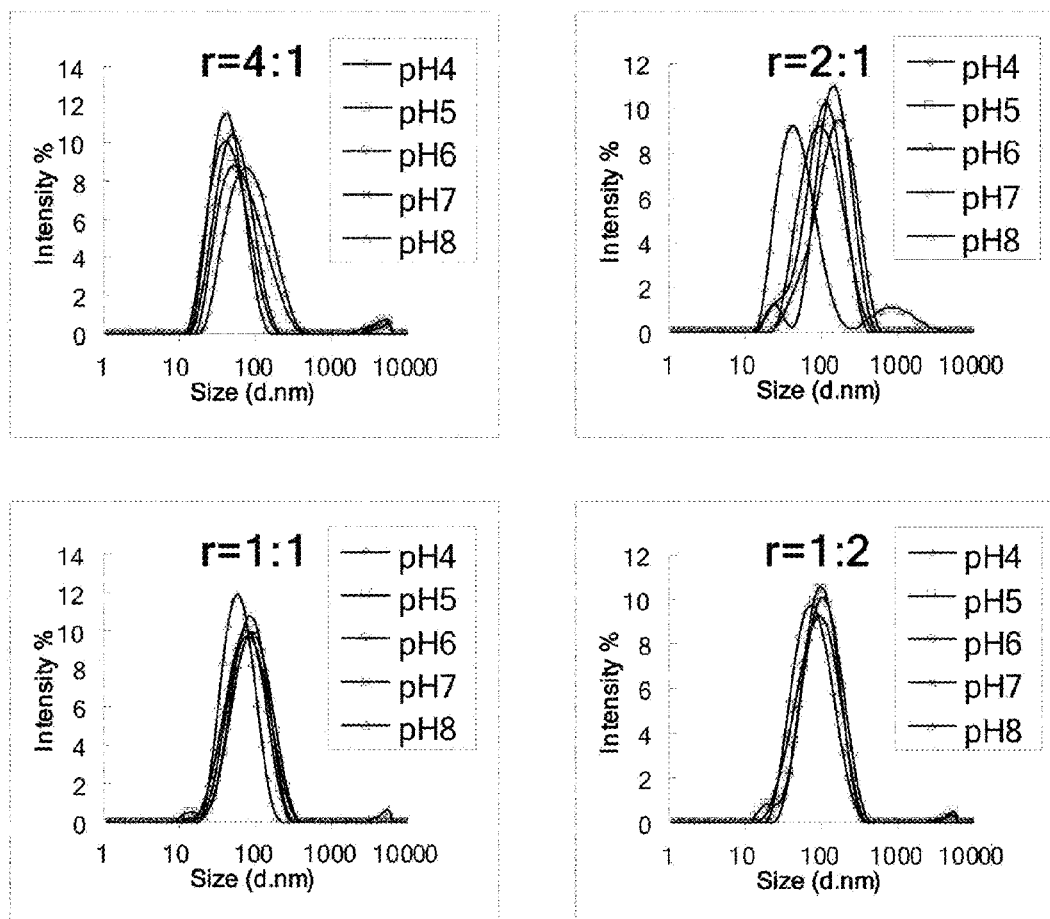 r=4:1
Intensity %
14
12
10
8
6
4
2
0
1 10 100 1000 10000
Size (d.nm)
pH4
pH5
pH6
pH7
pH8
r=2:1
Intensity %
12
10
8
6
4
2
0
1 10 100 1000 10000
Size (d.nm)
pH4
pH5
pH6
pH7
pH8
r=1:1
Intensity %
14
12
10
8
6
4
2
0
1 10 100 1000 10000
Size (d.nm)
pH4
pH5
pH6
pH7
pH8
r=1:2
Intensity %
12
10
8
6
4
2
0
1 10 100 1000 10000
Size (d.nm)
pH4
pH5
pH6
pH7
pH8